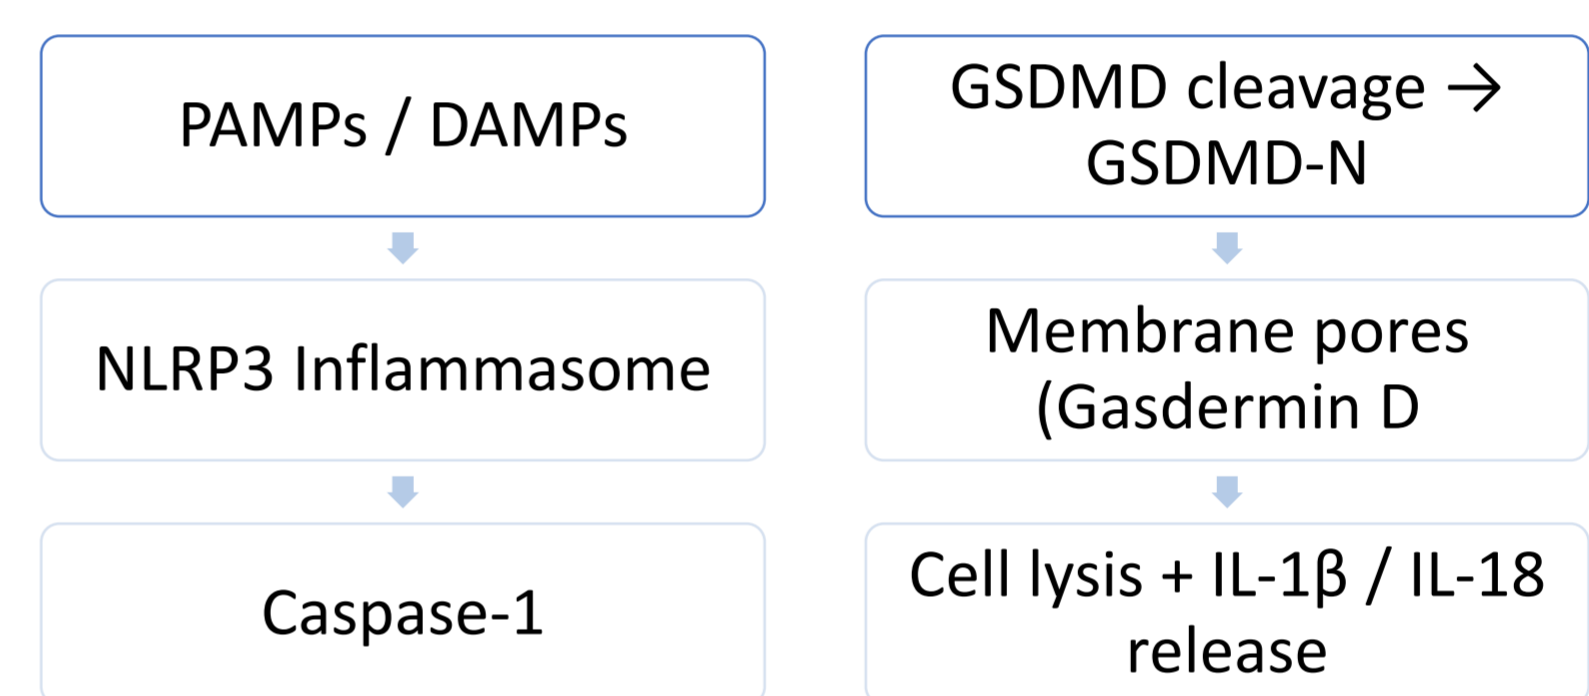 PAMPs / DAMPs
NLRP3 Inflammasome
Caspase-1
GSDMD cleavage →
GSDMD-N
Membrane pores
(Gasdermin D
Cell lysis + IL-1β / IL-18
release